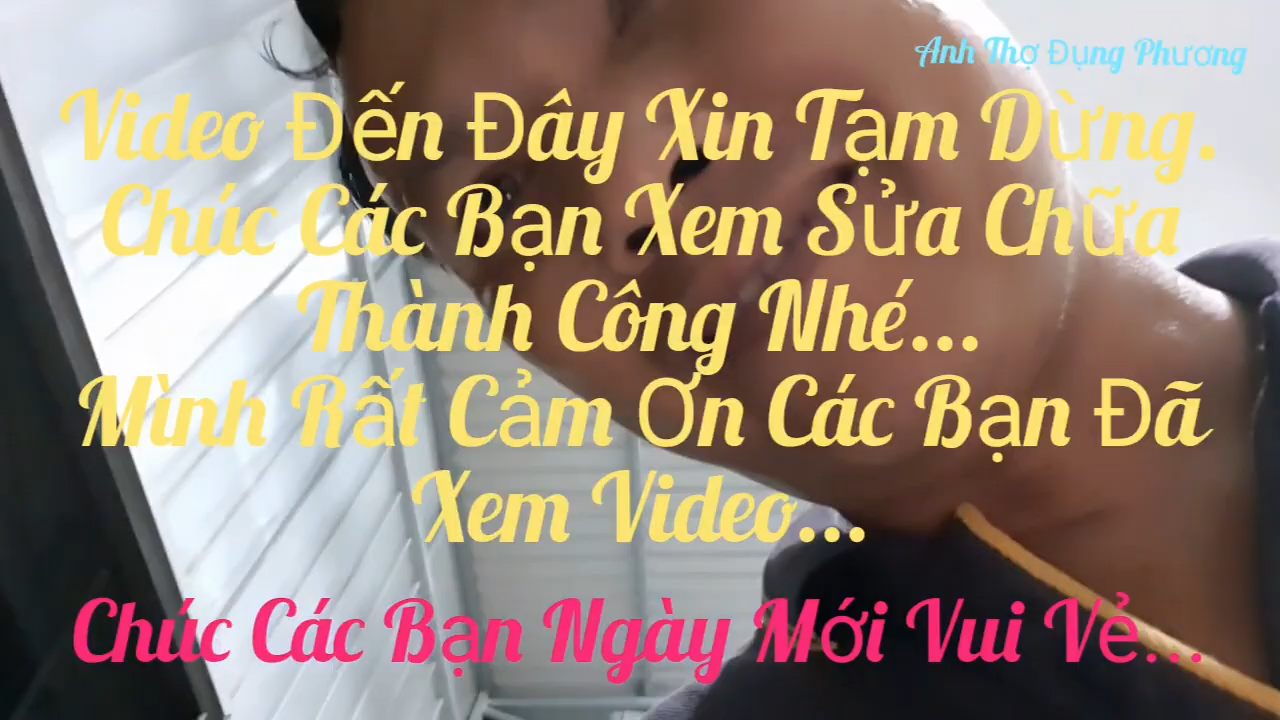 Anh Thợ Đụng Phương
Video Đến Đây Xin Tạm Dừng.
Chúc Các Bạn Xem Sửa Chữa
Thành Công Nhé...
Mình Rất Cảm Ơn Các Bạn Đã
Xem Video...
Chúc Các Bạn Ngày Mới Vui Vẻ...